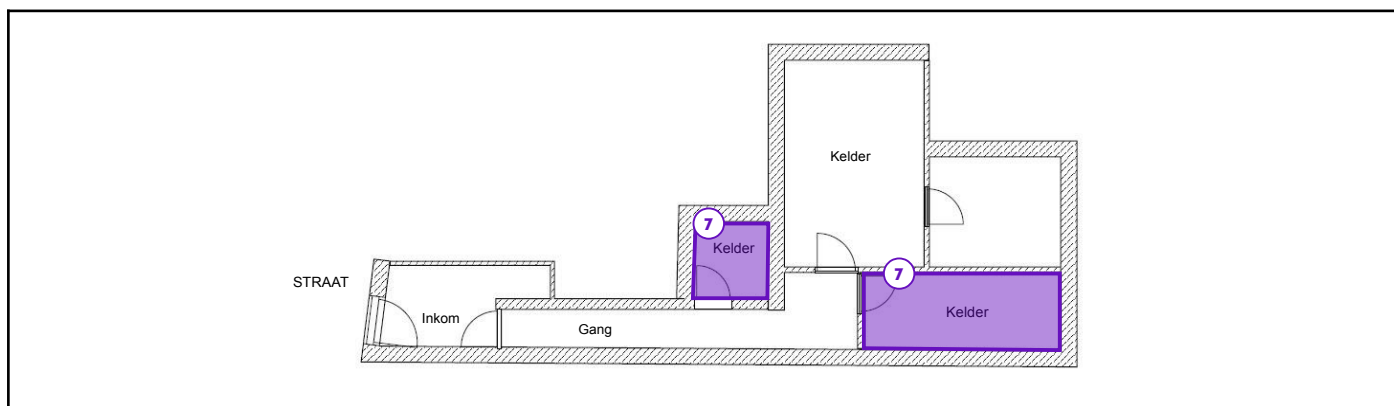 Kelder
7
Kelder
7
STRAAT
Kelder
Inkom
Gang